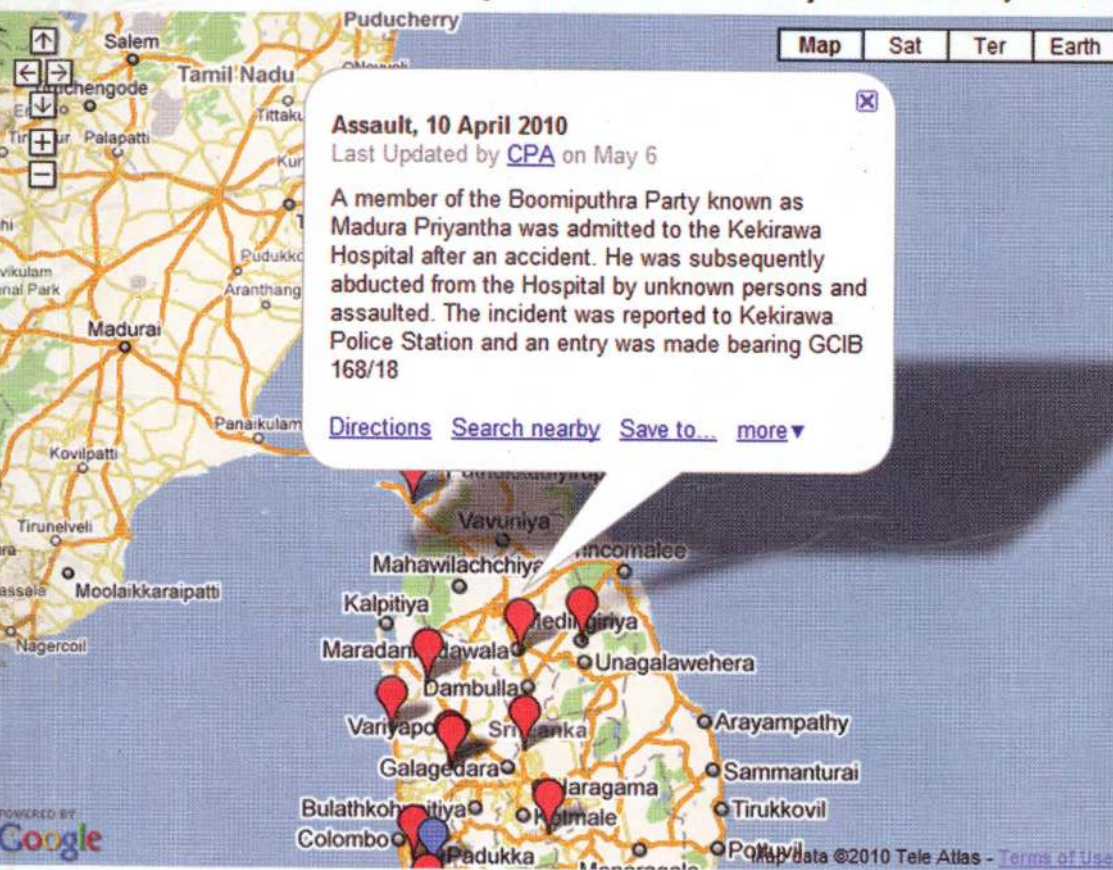 Puducherry
Salem
Map Sat Ter Earth
Tamil Nadu
Palapatti
Assault, 10 April 2010
Last Updated by CPA on May 6
A member of the Boomiputhra Party known as
Madura Priyantha was admitted to the Kekirawa
Hospital after an accident. He was subsequently
abducted from the Hospital by unknown persons and
assaulted. The incident was reported to Kekirawa
Police Station and an entry was made bearing GCIB
168/18
Directions Search nearby Save to... more
Madurai
Panaikulam
Kovilpatti
Tirunelveli
Moolaikkaraipatti
Nagercoil
Vavuniya
Mahawilachchiya
Kalpitiya
Unagalawehera
Dambulla
Arayampathy
Galagedara
Sammanturai
Tirukkovil
Colombo
Padukka
POWERED BY
Google
Map data ©2010 Tele Atlas - Terms of Use